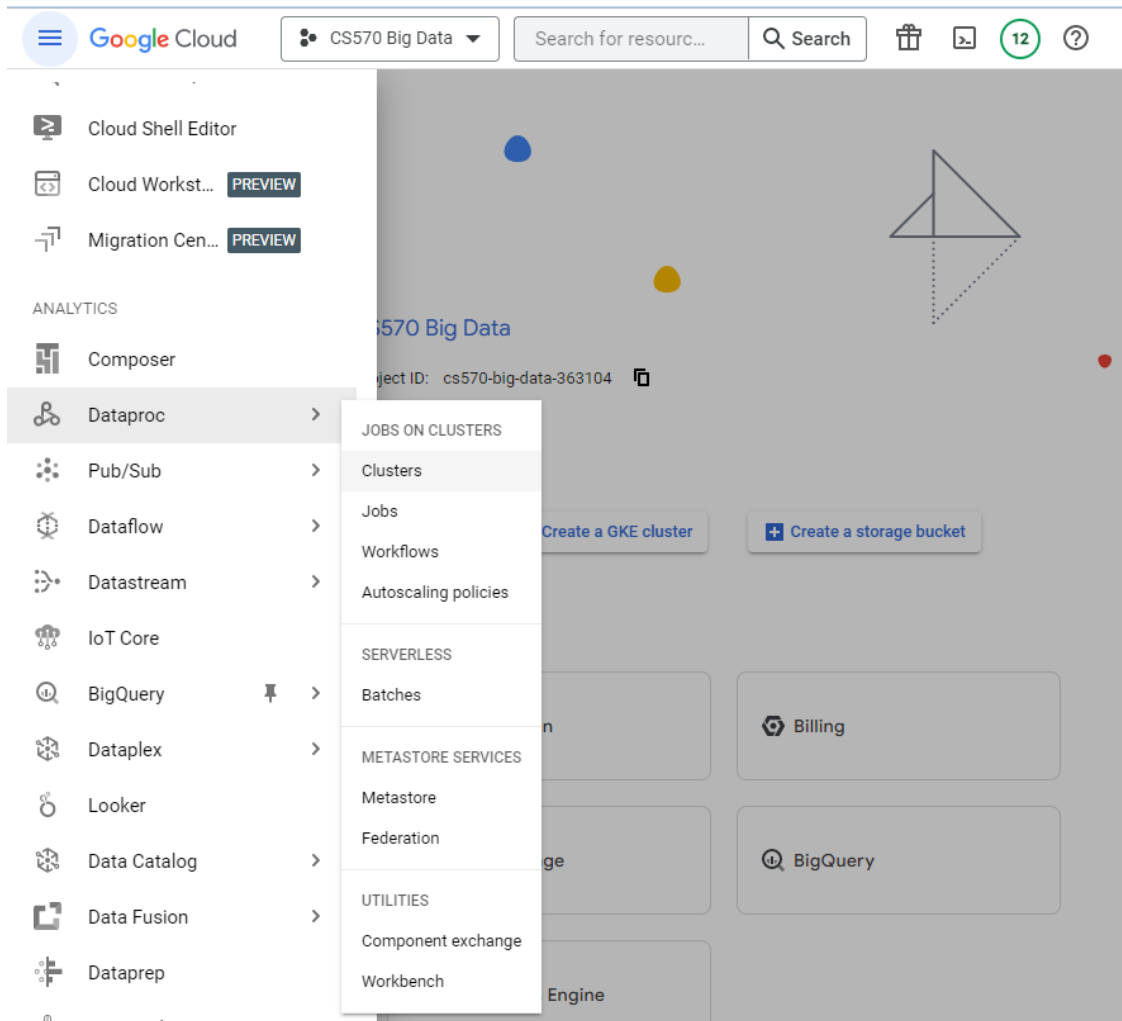 Google Cloud
CS570 Big Data
Search for resourc...
Search
12
Cloud Shell Editor
Cloud Workst... PREVIEW
Migration Cen... PREVIEW
ANALYTICS
Composer
Dataproc
Pub/Sub
Dataflow
Datastream
IoT Core
BigQuery
Dataplex
Looker
Data Catalog
Data Fusion
Dataprep
JOBS ON CLUSTERS
Clusters
Jobs
Workflows
Autoscaling policies
SERVERLESS
Batches
METASTORE SERVICES
Metastore
Federation
UTILITIES
Component exchange
Workbench
S570 Big Data
ject ID: cs570-big-data-363104
Create a GKE cluster
Create a storage bucket
n
Billing
ge
BigQuery
Engine